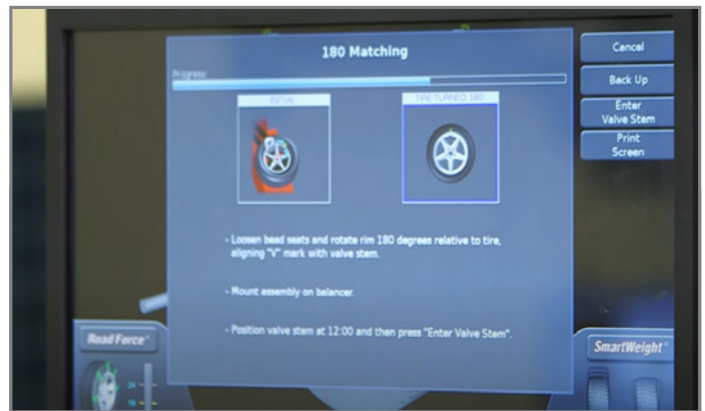 180 Matching
Progress
INITIAL
TIRE TURNED 180
- Loosen bead seats and rotate rim 180 degrees relative to tire,
aligning "V" mark with valve stem.
- Mount assembly on balancer.
- Position valve stem at 12:00 and then press "Enter Valve Stem".
Cancel
Back Up
Enter
Valve Stem
Print
Screen
Road Force®
24
18
SmartWeight®